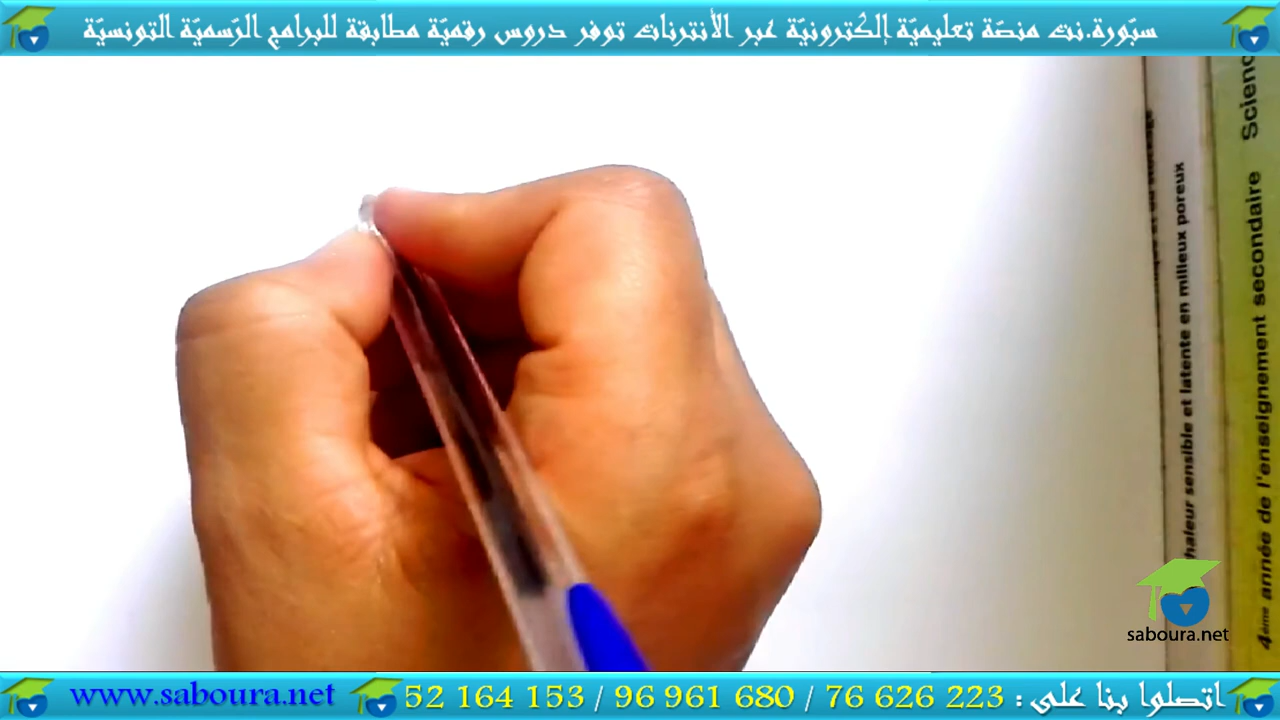 سبّورة.نت منصّة تعليميّة إلكترونيّة عبر الأنترنات توفر دروس رقميّة مطابقة للبرامج الرّسميّة التونسيّة
haleur sensible et latente en milieux poreux
4ème année de l'enseignement secondaire Scienc
saboura.net
www.saboura.net
52 164 153 / 96 961 680 / 76 626 223 اتصلوا بنا على :